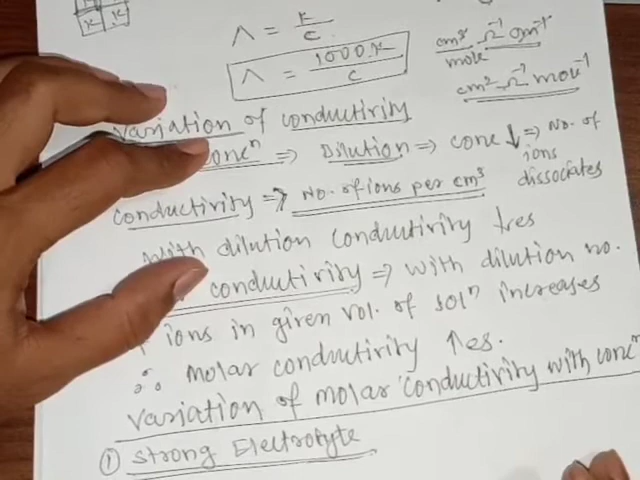 K K
Λ = K/C
Λ = 1000.K/C
cm³/mole Ω⁻¹ cm⁻¹
cm² Ω⁻¹ mol⁻¹
Variation of conductivity
concⁿ ⇒ Dilution ⇒ conc ↓ ⇒ No. of ions dissociates
Conductivity ⇒ No. of ions per cm³
With dilution conductivity ↓es
conductivity ⇒ with dilution no.
ions in given vol. of solⁿ increases
∴ molar conductivity ↑es.
Variation of molar conductivity with concⁿ
① Strong Electrolyte